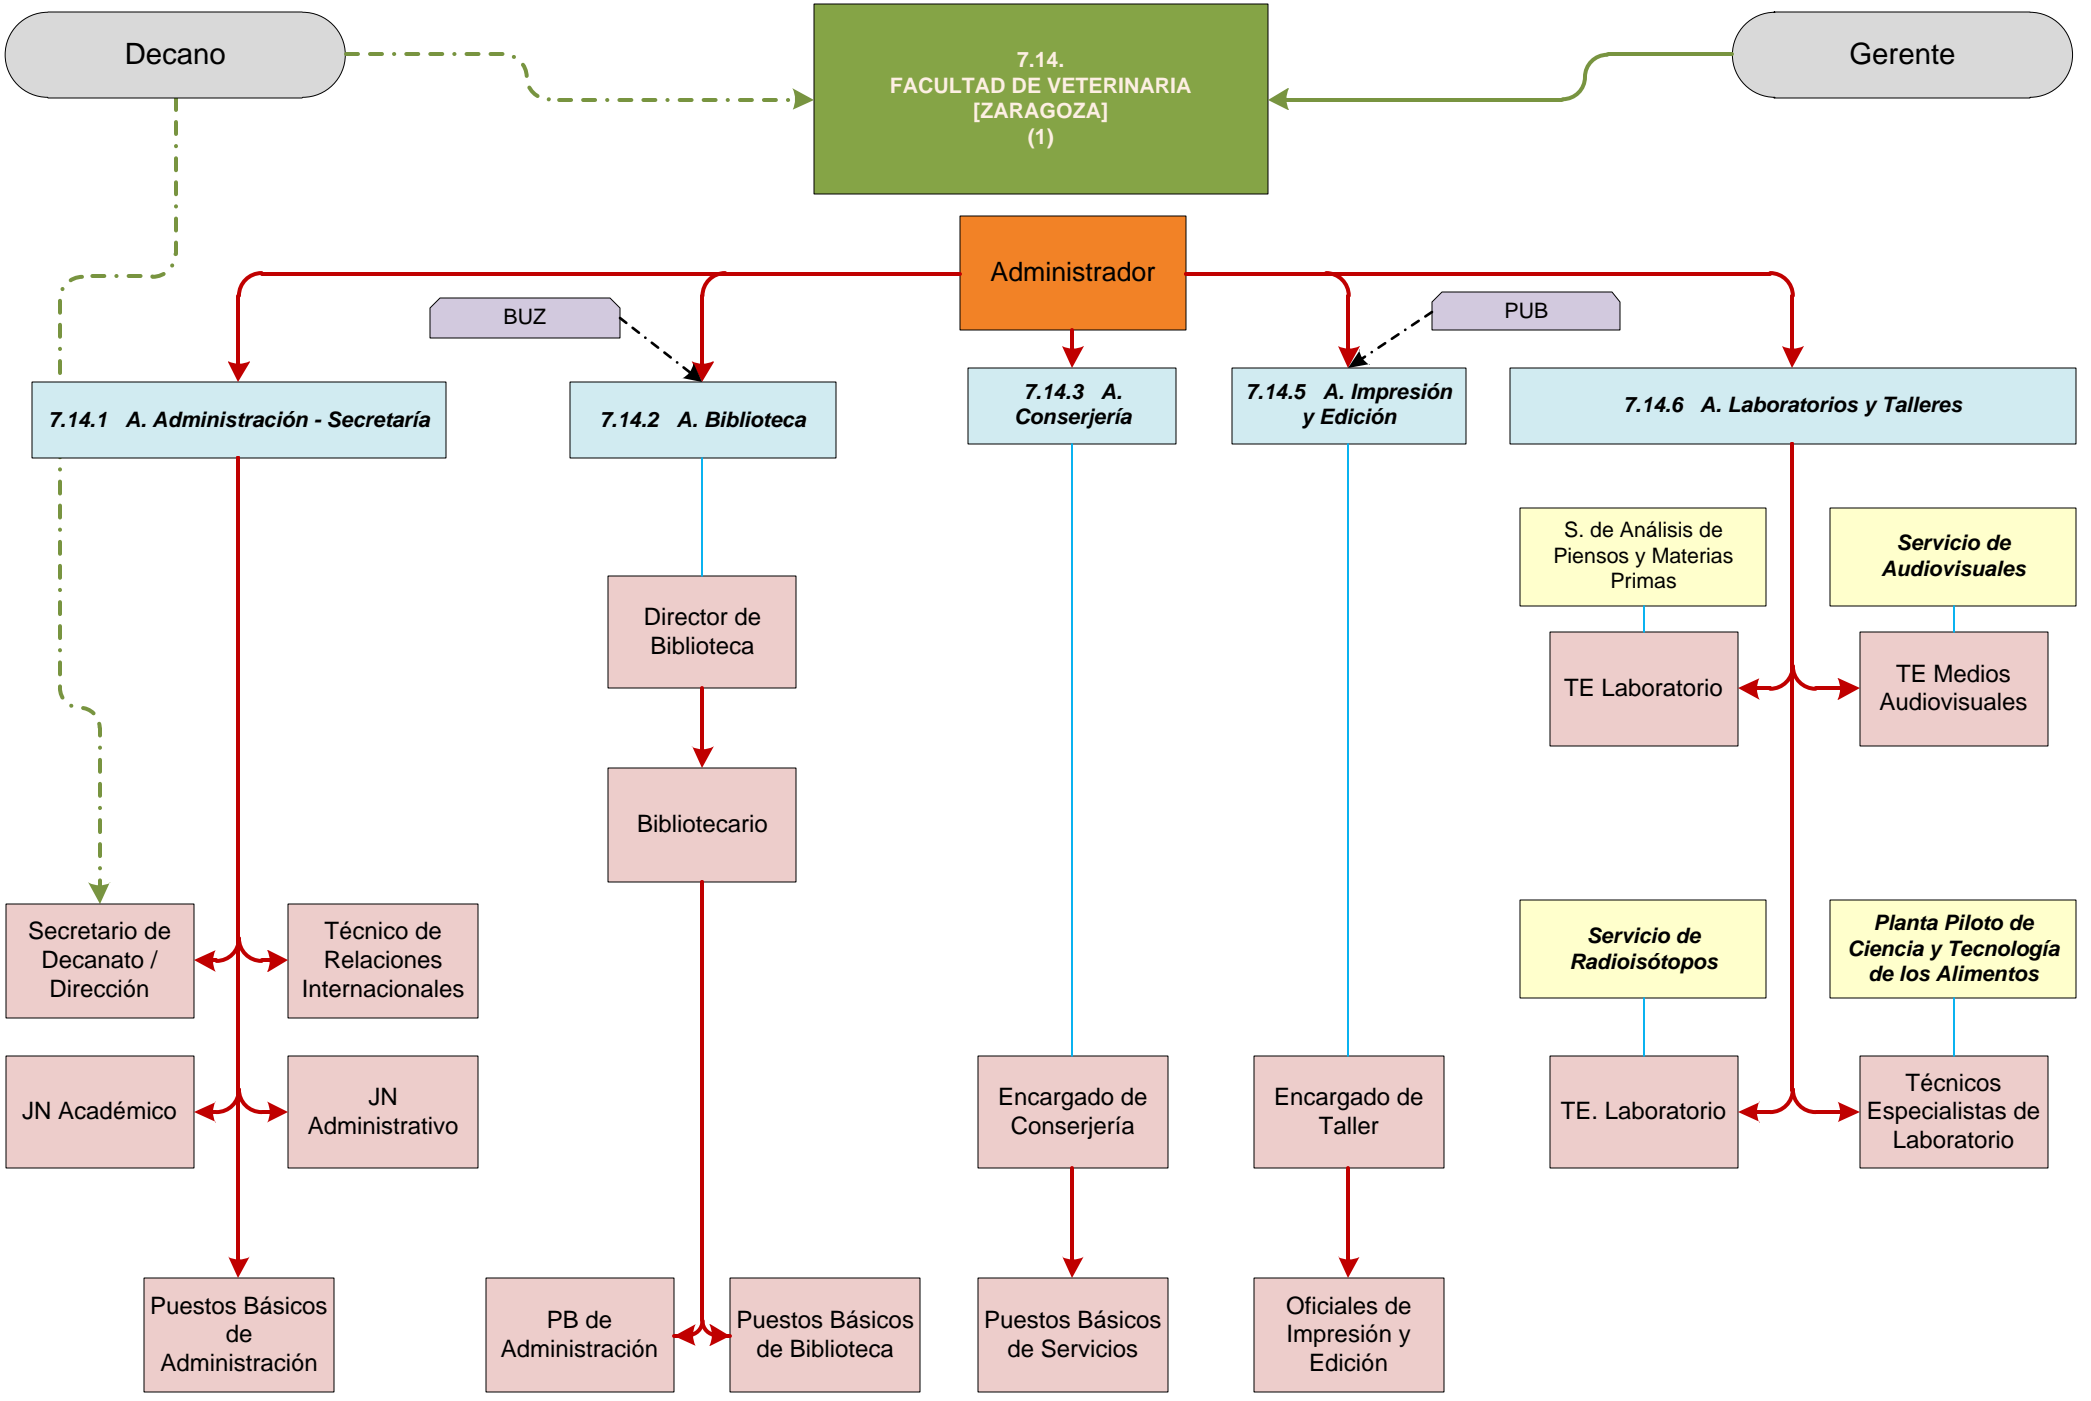 Decano
7.14.
FACULTAD DE VETERINARIA
[ZARAGOZA]
(1)
Gerente
Administrador
BUZ
PUB
7.14.1 A. Administración - Secretaría
7.14.2 A. Biblioteca
7.14.3 A.
Conserjería
7.14.5 A. Impresión
y Edición
7.14.6 A. Laboratorios y Talleres
S. de Análisis de
Piensos y Materias
Primas
Servicio de
Audiovisuales
Director de
Biblioteca
TE Laboratorio
TE Medios
Audiovisuales
Bibliotecario
Secretario de
Decanato /
Dirección
Técnico de
Relaciones
Internacionales
Servicio de
Radioisótopos
Planta Piloto de
Ciencia y Tecnología
de los Alimentos
JN Académico
JN
Administrativo
Encargado de
Conserjería
Encargado de
Taller
TE. Laboratorio
Técnicos
Especialistas de
Laboratorio
Puestos Básicos
de
Administración
PB de
Administración
Puestos Básicos
de Biblioteca
Puestos Básicos
de Servicios
Oficiales de
Impresión y
Edición